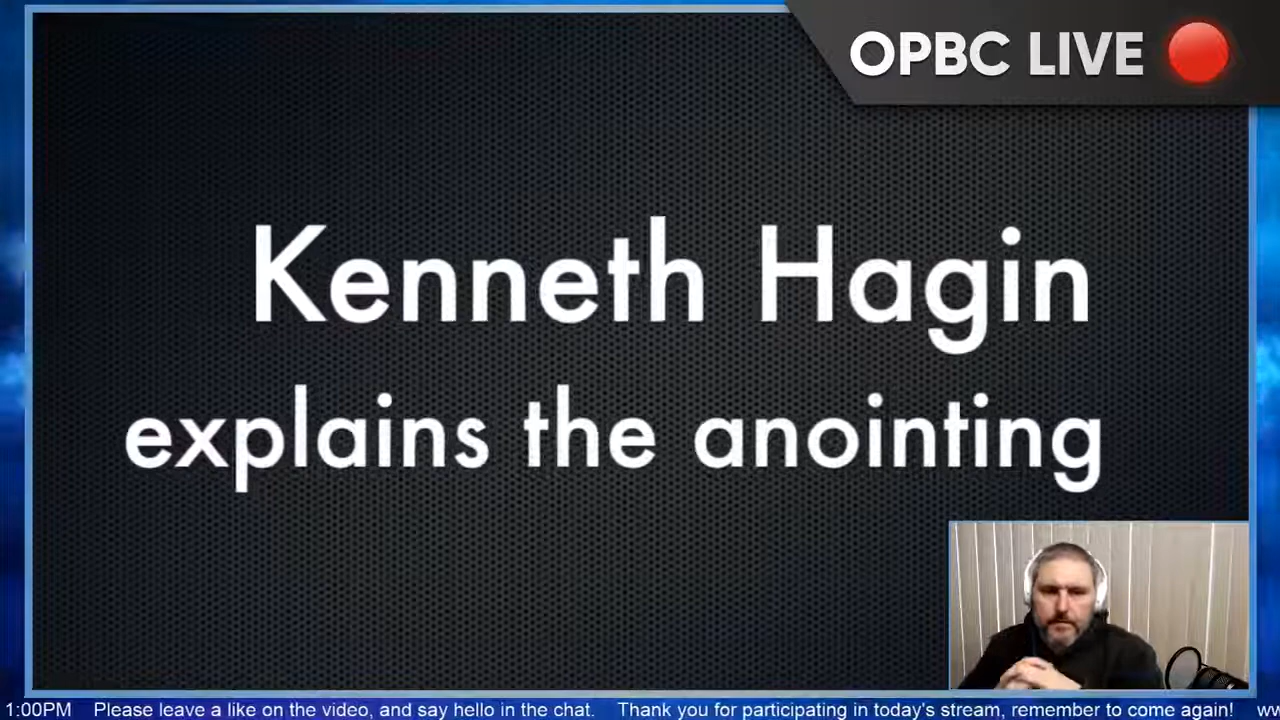 OPBC LIVE
Kenneth Hagin
explains the anointing
1:00PM Please leave a like on the video, and say hello in the chat. Thank you for participating in today's stream, remember to come again!